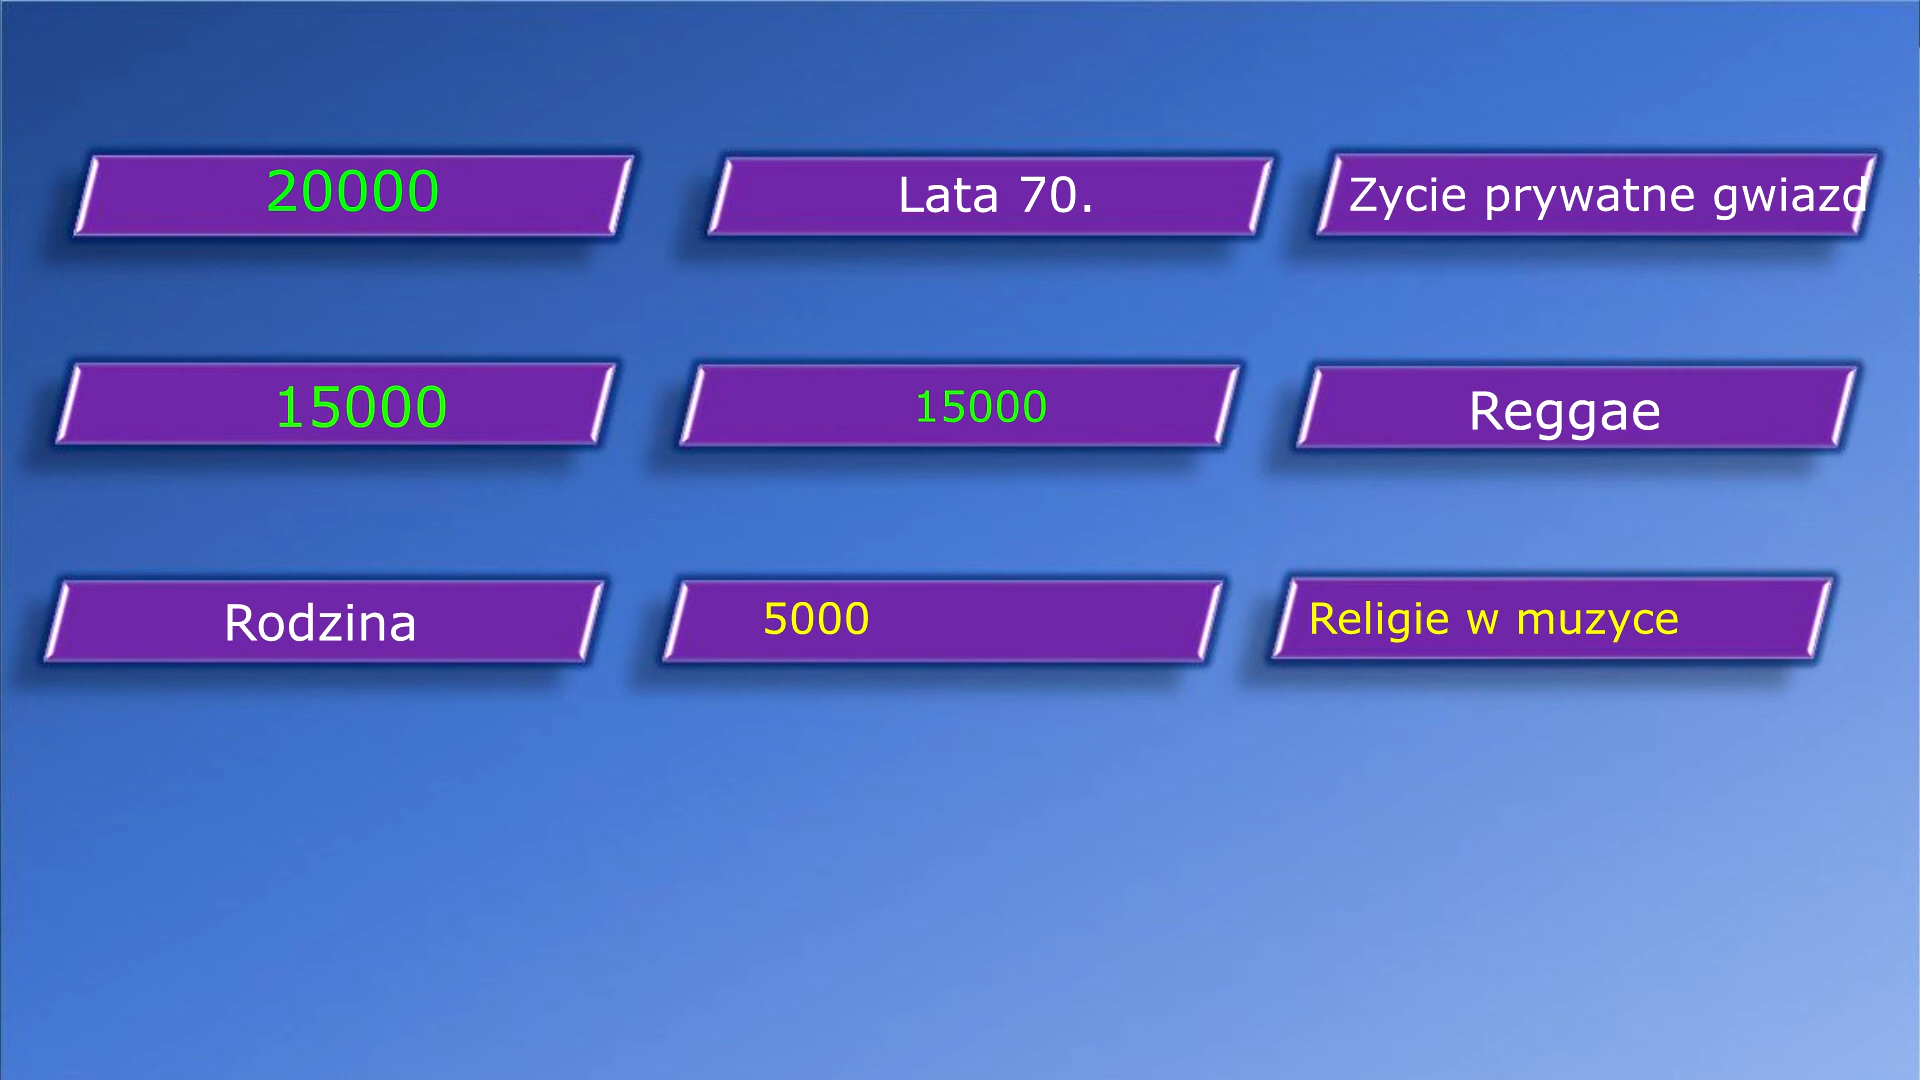 20000
Lata 70.
Zycie prywatne gwiazd
15000
15000
Reggae
Rodzina
5000
Religie w muzyce